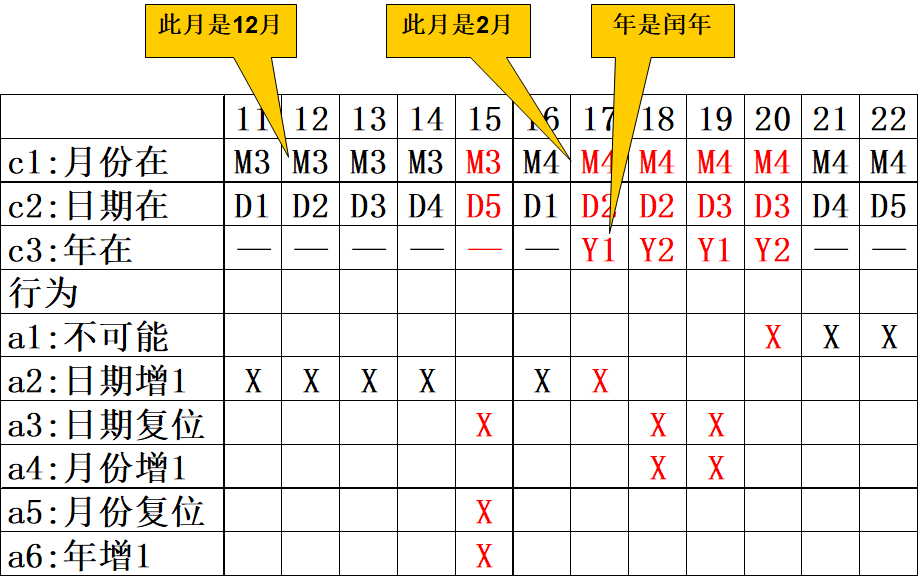 此月是12月 此月是2月 年是闰年
11 12 13 14 15 16 17 18 19 20 21 22
c1:月份在 M3 M3 M3 M3 M3 M4 M4 M4 M4 M4 M4 M4
c2:日期在 D1 D2 D3 D4 D5 D1 D2 D2 D3 D3 D4 D5
c3:年在 — — — — — — Y1 Y2 Y1 Y2 — —
行为
a1:不可能 X X X
a2:日期增1 X X X X X X
a3:日期复位 X X X
a4:月份增1 X X
a5:月份复位 X
a6:年增1 X